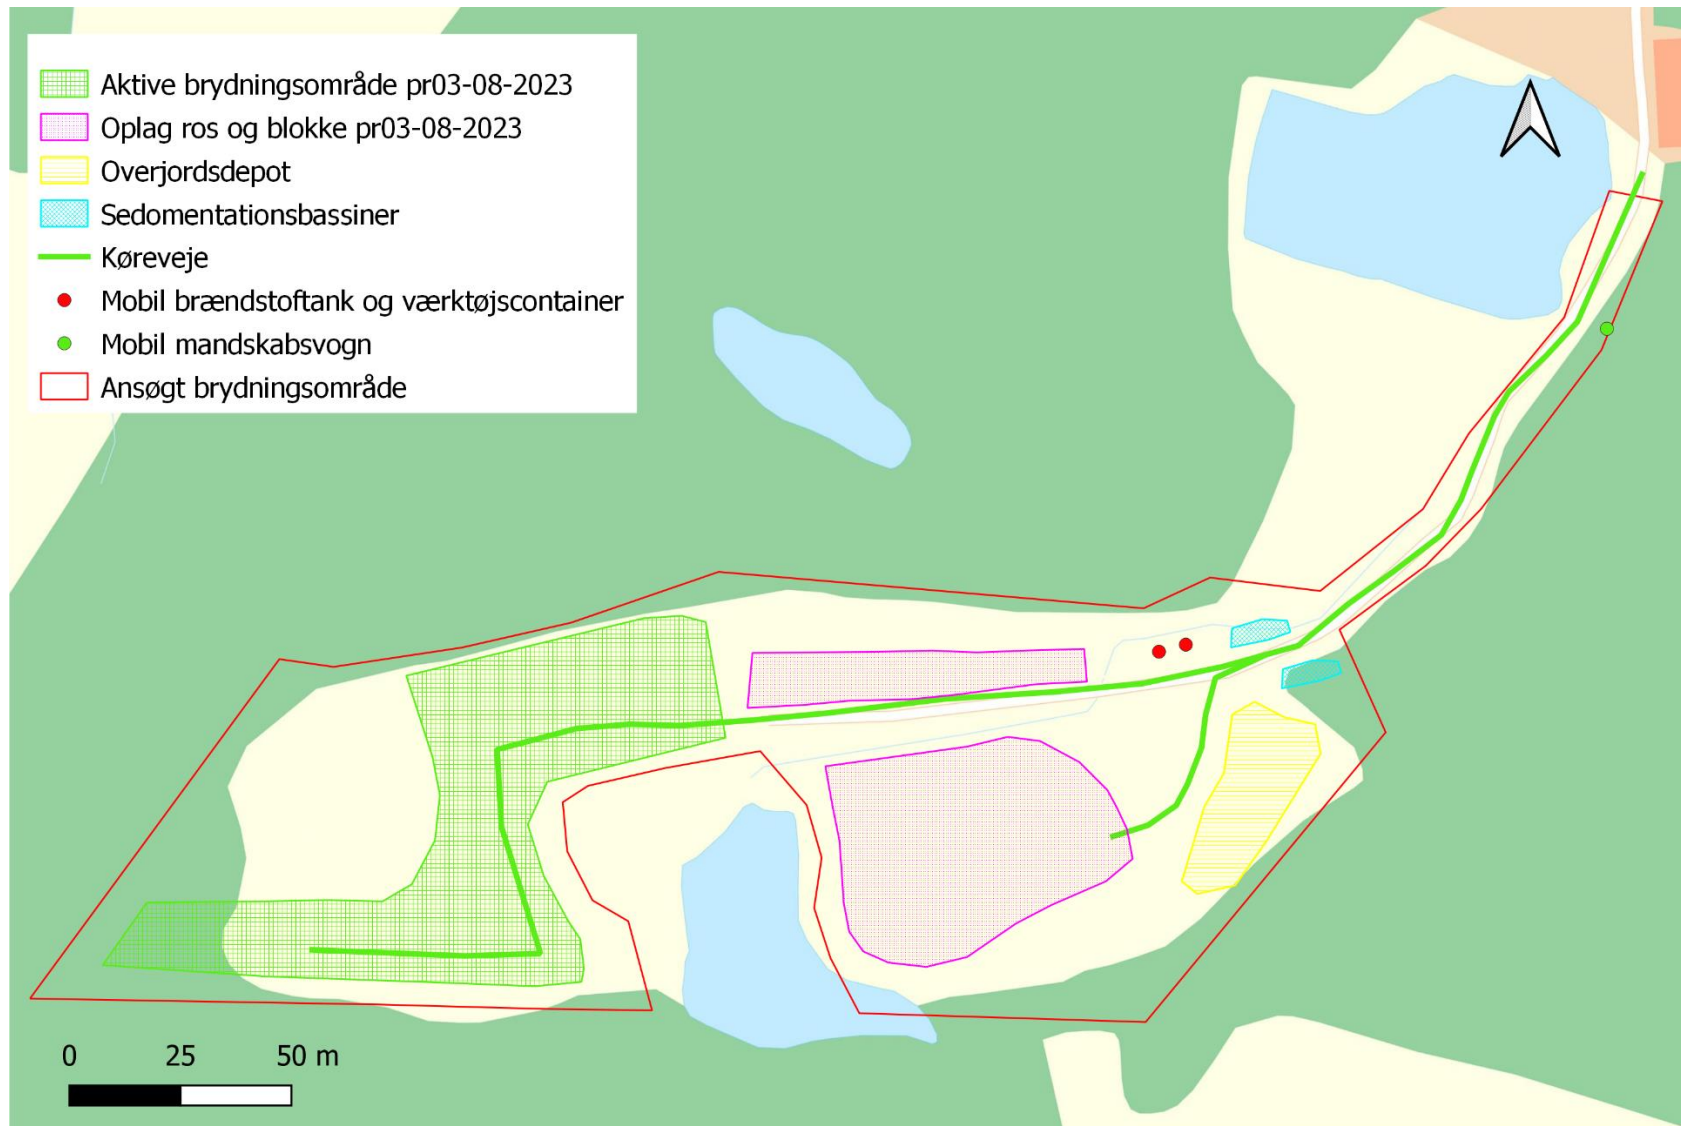 Aktive brydningsområde pr03-08-2023
Oplag ros og blokke pr03-08-2023
Overjordsdepot
Sedomentationsbassiner
Køreveje
Mobil brændstoftank og værktøjscontainer
Mobil mandskabsvogn
Ansøgt brydningsområde
0 25 50 m